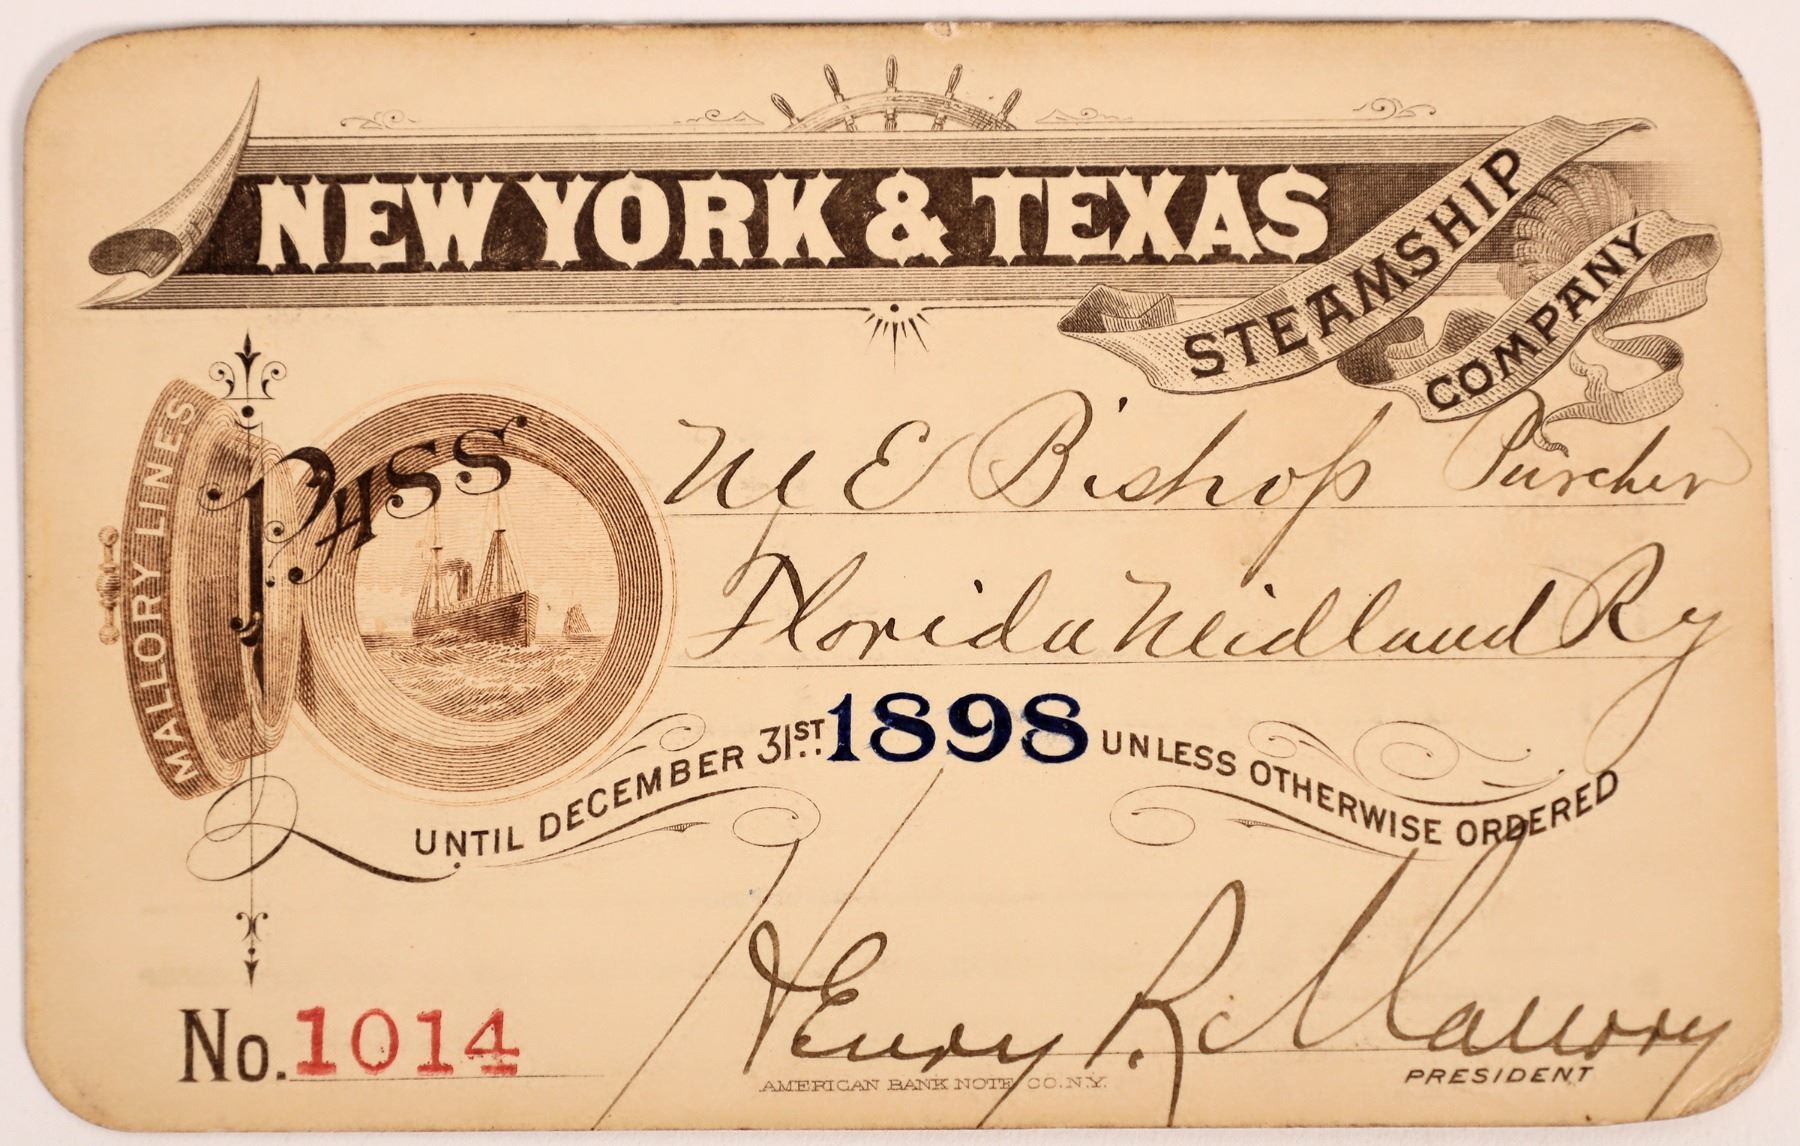 NEW YORK & TEXAS
STEAMSHIP
COMPANY
MALLORY LINES
Pass
M E Bishop Purcher
Florida Midland Ry
UNTIL DECEMBER 31ST. 1898 UNLESS OTHERWISE ORDERED
No. 1014
Henry R. Mallory
PRESIDENT
AMERICAN BANK NOTE CO. N.Y.